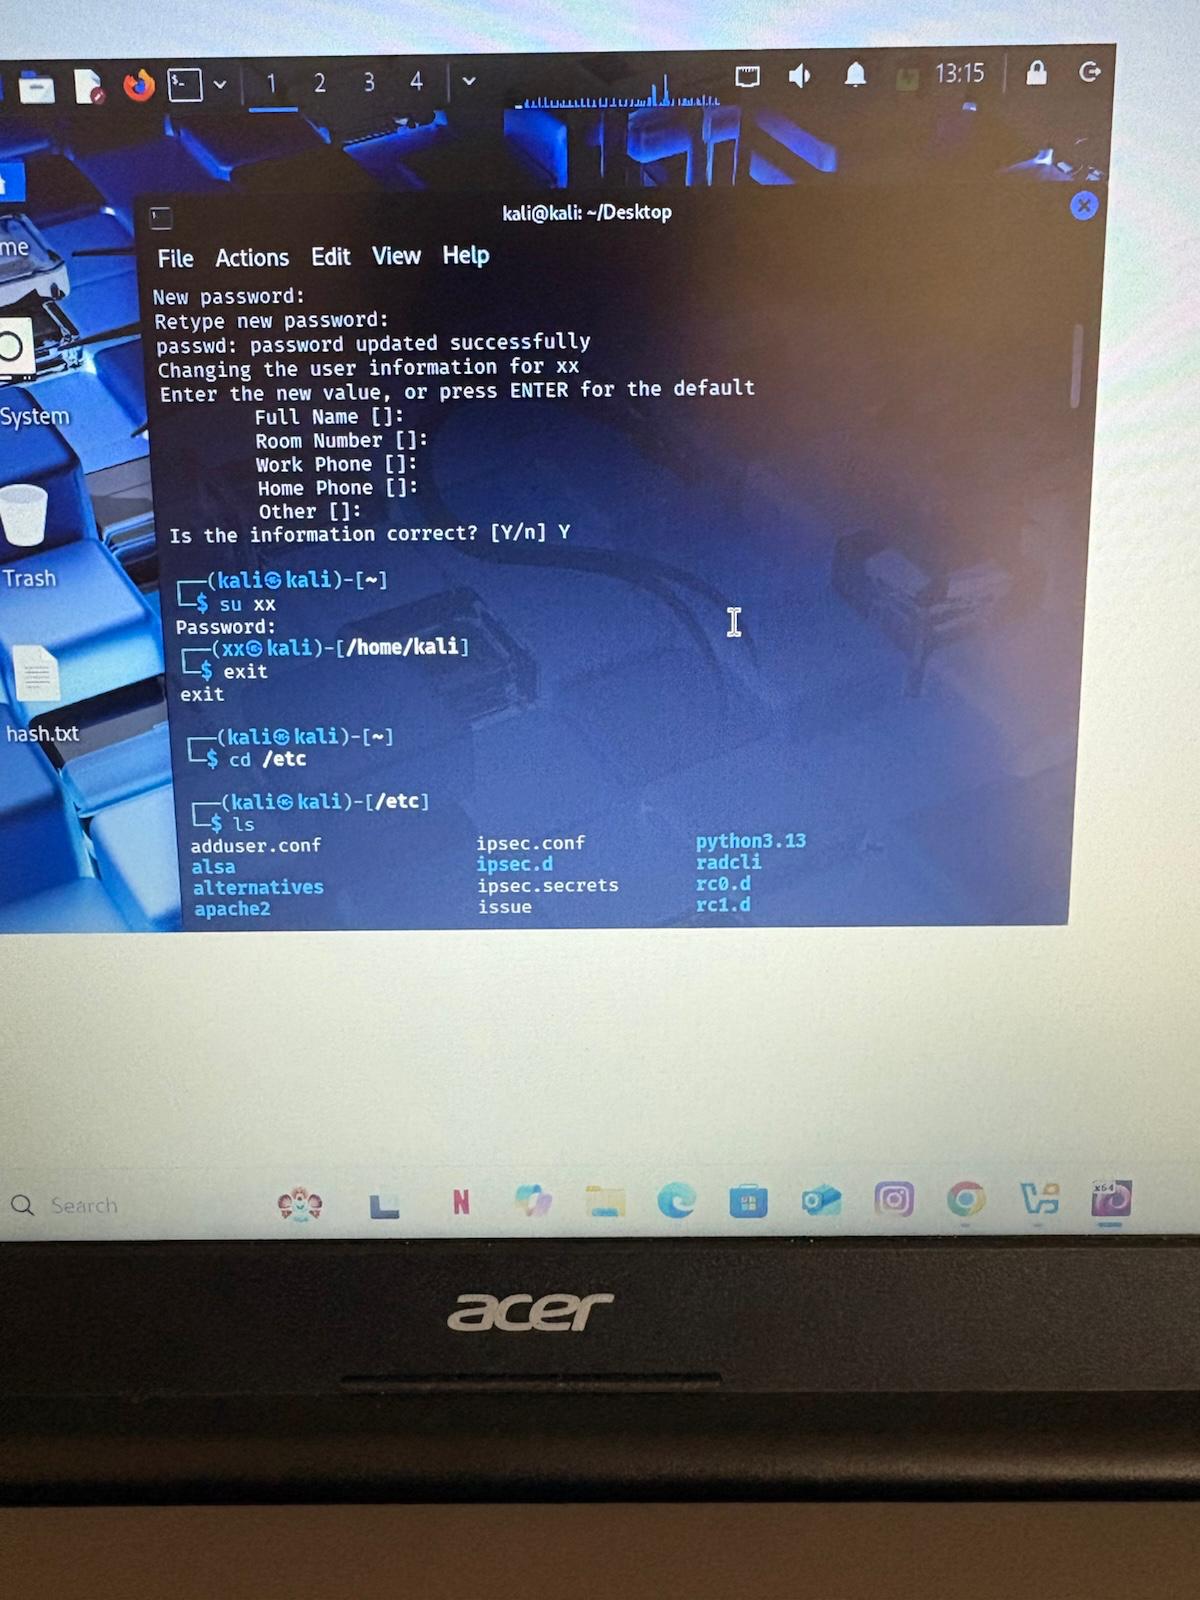 1 2 3 4 13:15
kali@kali: ~/Desktop
File Actions Edit View Help
New password:
Retype new password:
passwd: password updated successfully
Changing the user information for xx
Enter the new value, or press ENTER for the default
Full Name []:
Room Number []:
Work Phone []:
Home Phone []:
Other []:
Is the information correct? [Y/n] Y
┌──(kali㉿kali)-[~]
└─$ su xx
Password:
┌──(xx㉿kali)-[/home/kali]
└─$ exit
exit
┌──(kali㉿kali)-[~]
└─$ cd /etc
┌──(kali㉿kali)-[/etc]
└─$ ls
adduser.conf ipsec.conf python3.13
alsa ipsec.d radcli
alternatives ipsec.secrets rc0.d
apache2 issue rc1.d
me
System
Trash
hash.txt
Search
N
x64
acer